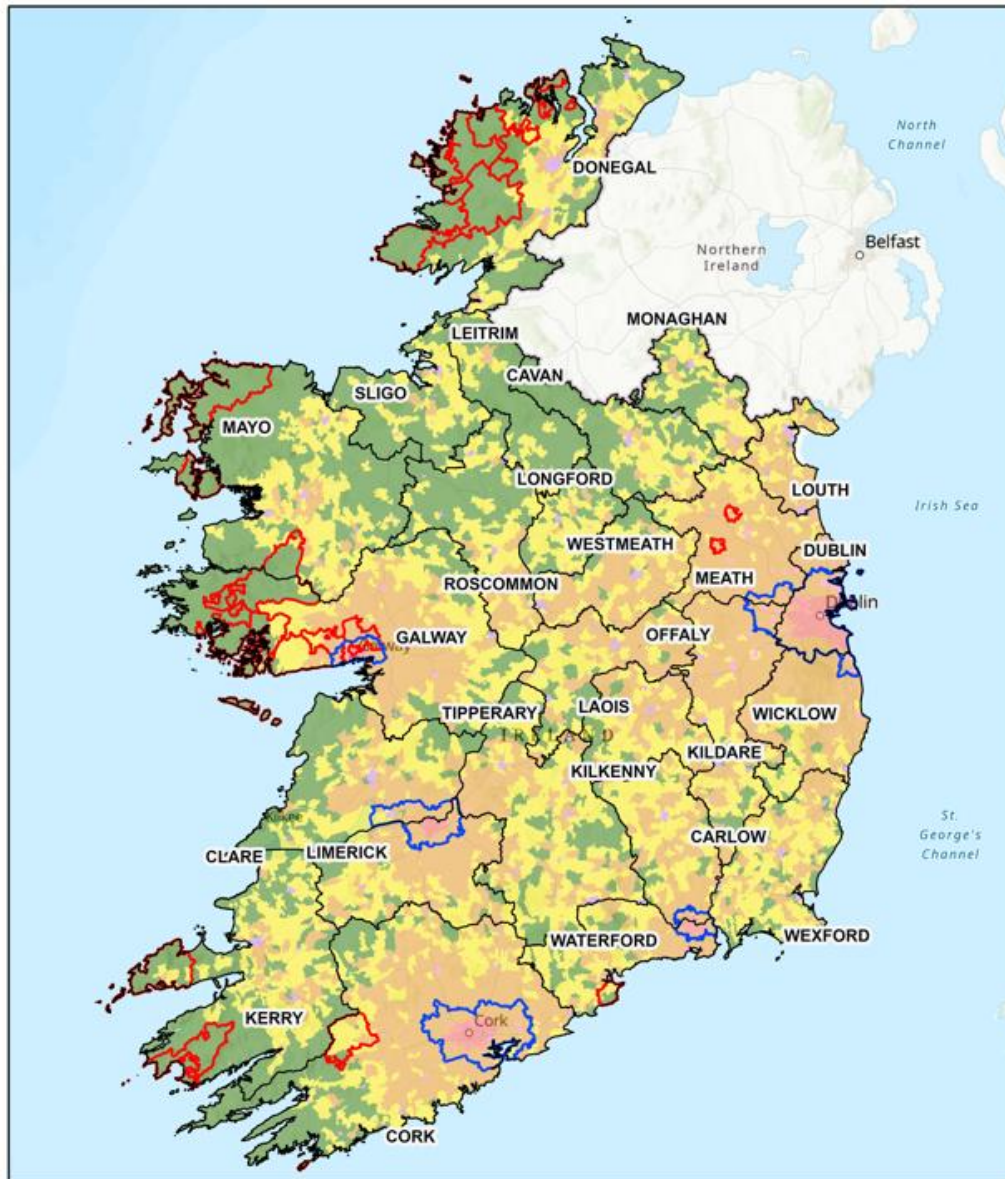 North
Channel
DONEGAL
Belfast
Northern
Ireland
MONAGHAN
LEITRIM
CAVAN
SLIGO
MAYO
LONGFORD
LOUTH
Irish Sea
WESTMEATH
DUBLIN
ROSCOMMON
MEATH
Dublin
GALWAY
OFFALY
TIPPERARY
LAOIS
WICKLOW
IRELAND
KILDARE
KILKENNY
St.
George's
Channel
CARLOW
CLARE
LIMERICK
WATERFORD
WEXFORD
KERRY
Cork
CORK